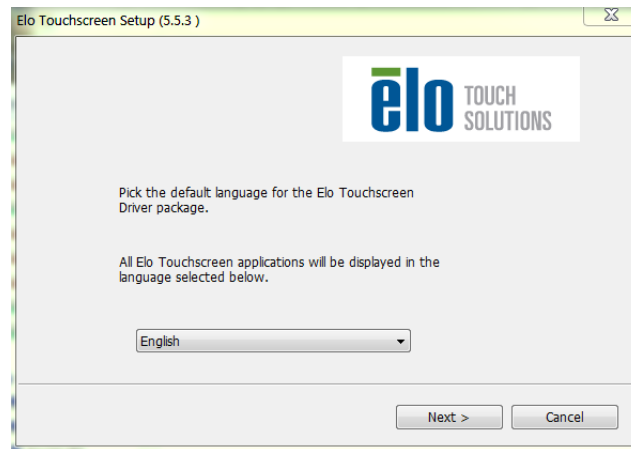 Elo Touchscreen Setup (5.5.3 )
elo TOUCH
SOLUTIONS
Pick the default language for the Elo Touchscreen
Driver package.
All Elo Touchscreen applications will be displayed in the
language selected below.
English
Next >
Cancel